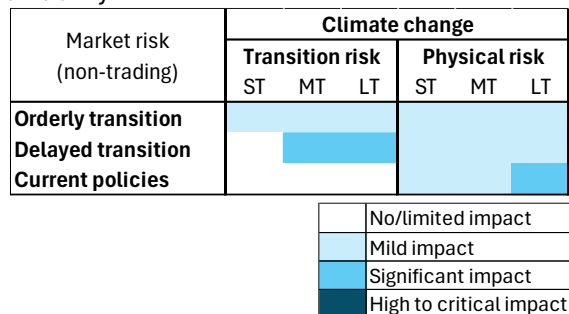 Climate change
Market risk
(non-trading)
Transition risk Physical risk
ST MT LT ST MT LT
Orderly transition
Delayed transition
Current policies
No/limited impact
Mild impact
Significant impact
High to critical impact